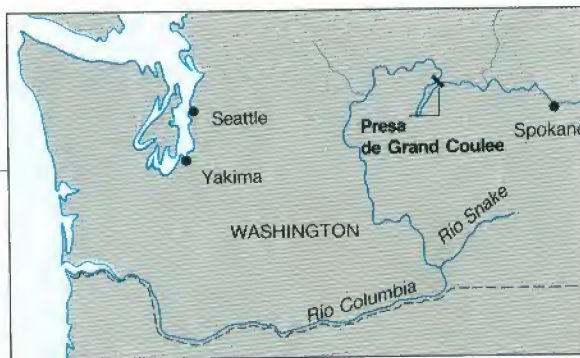 Seattle
Presa
de Grand Coulee
Spokane
Yakima
WASHINGTON
Río Snake
Río Columbia